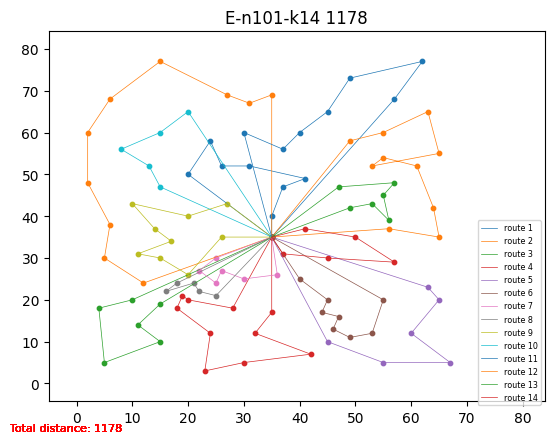 E-n101-k14 1178
80
70
60
50
40
30
20
10
0
0 10 20 30 40 50 60 70 80
route 1
route 2
route 3
route 4
route 5
route 6
route 7
route 8
route 9
route 10
route 11
route 12
route 13
route 14
Total distance: 1178